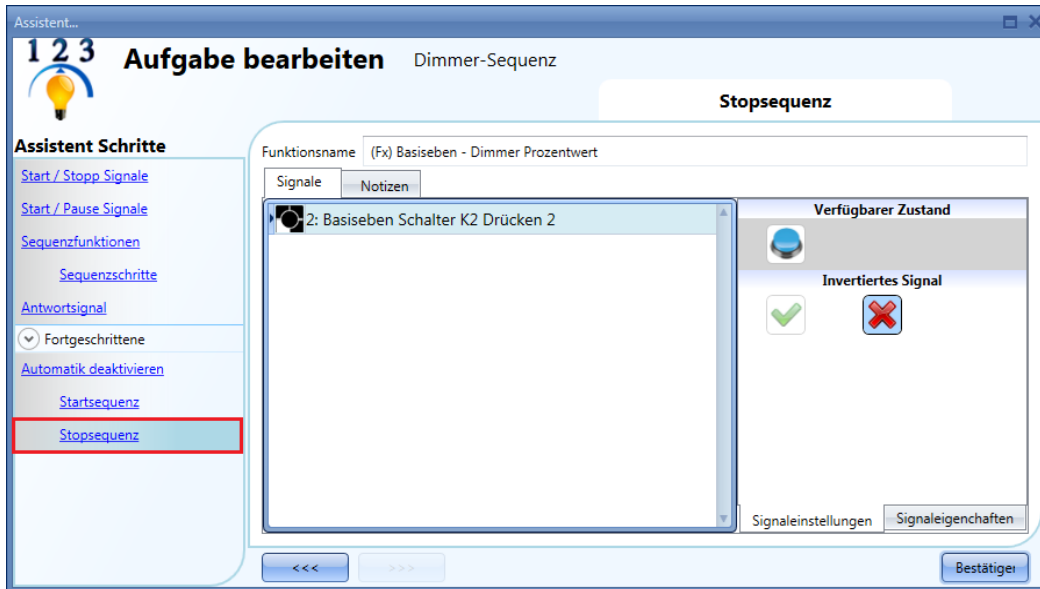 Assistent...
1 2 3
Aufgabe bearbeiten Dimmer-Sequenz
Stopsequenz
Assistent Schritte
Start / Stopp Signale
Start / Pause Signale
Sequenzfunktionen
Sequenzschritte
Antwortsignal
Fortgeschrittene
Automatik deaktivieren
Startsequenz
Stopsequenz
Funktionsname (Fx) Basiseben - Dimmer Prozentwert
Signale Notizen
2: Basiseben Schalter K2 Drücken 2
Verfügbarer Zustand
Invertiertes Signal
Signaleinstellungen Signaleigenchaften
<<< >>> Bestätiger